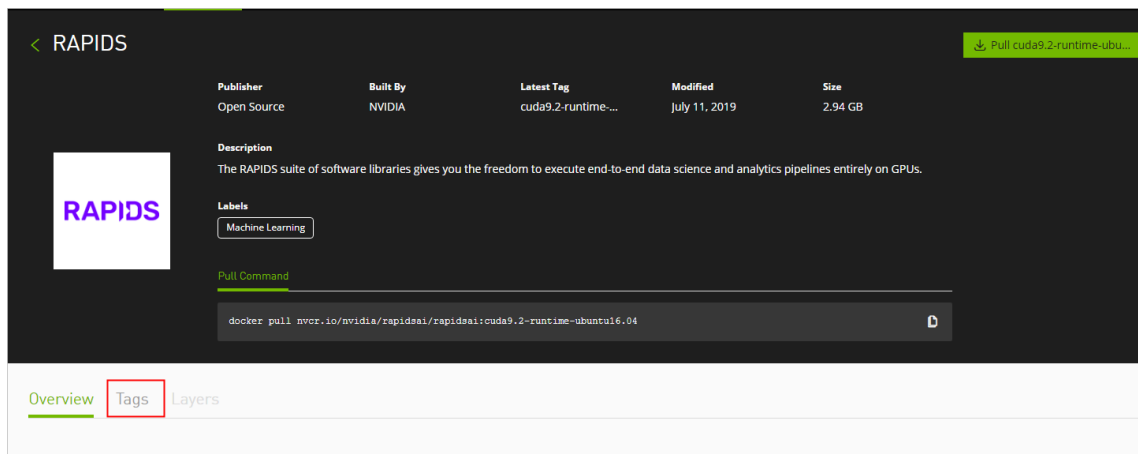 < RAPIDS
Pull cuda9.2-runtime-ubu...
Publisher Built By Latest Tag Modified Size
Open Source NVIDIA cuda9.2-runtime-... July 11, 2019 2.94 GB
Description
The RAPIDS suite of software libraries gives you the freedom to execute end-to-end data science and analytics pipelines entirely on GPUs.
RAPIDS
Labels
Machine Learning
Pull Command
docker pull nvcr.io/nvidia/rapidsai/rapidsai:cuda9.2-runtime-ubuntu16.04
Overview Tags Layers